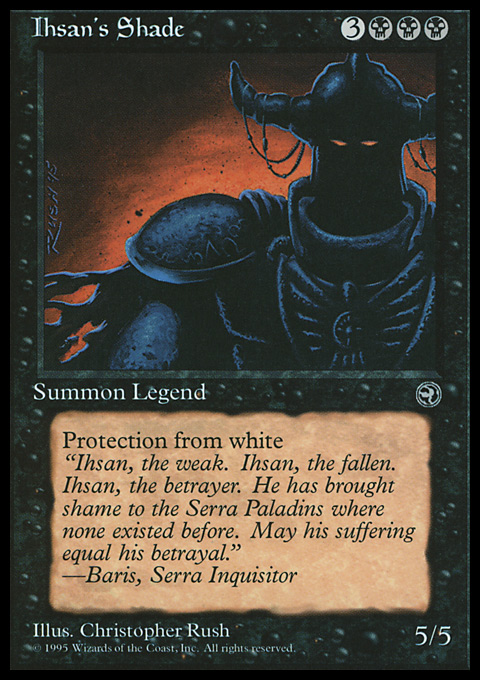 Ihsan's Shade 3
Summon Legend
Protection from white
“Ihsan, the weak. Ihsan, the fallen.
Ihsan, the betrayer. He has brought
shame to the Serra Paladins where
none existed before. May his suffering
equal his betrayal.”
—Baris, Serra Inquisitor
Illus. Christopher Rush
5/5
© 1995 Wizards of the Coast, Inc. All rights reserved.